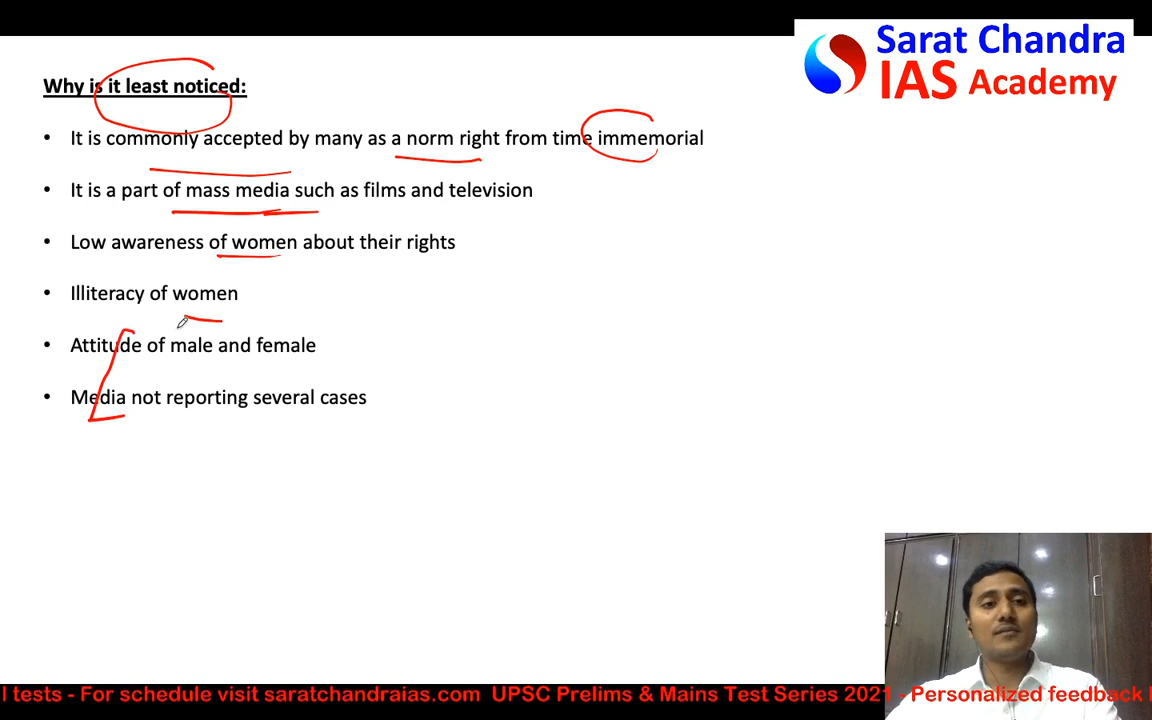 Sarat Chandra
IAS Academy
Why is it least noticed:
• It is commonly accepted by many as a norm right from time immemorial
• It is a part of mass media such as films and television
• Low awareness of women about their rights
• Illiteracy of women
• Attitude of male and female
• Media not reporting several cases
l tests - For schedule visit saratchandraias.com UPSC Prelims & Mains Test Series 2021 - Personalized feedback